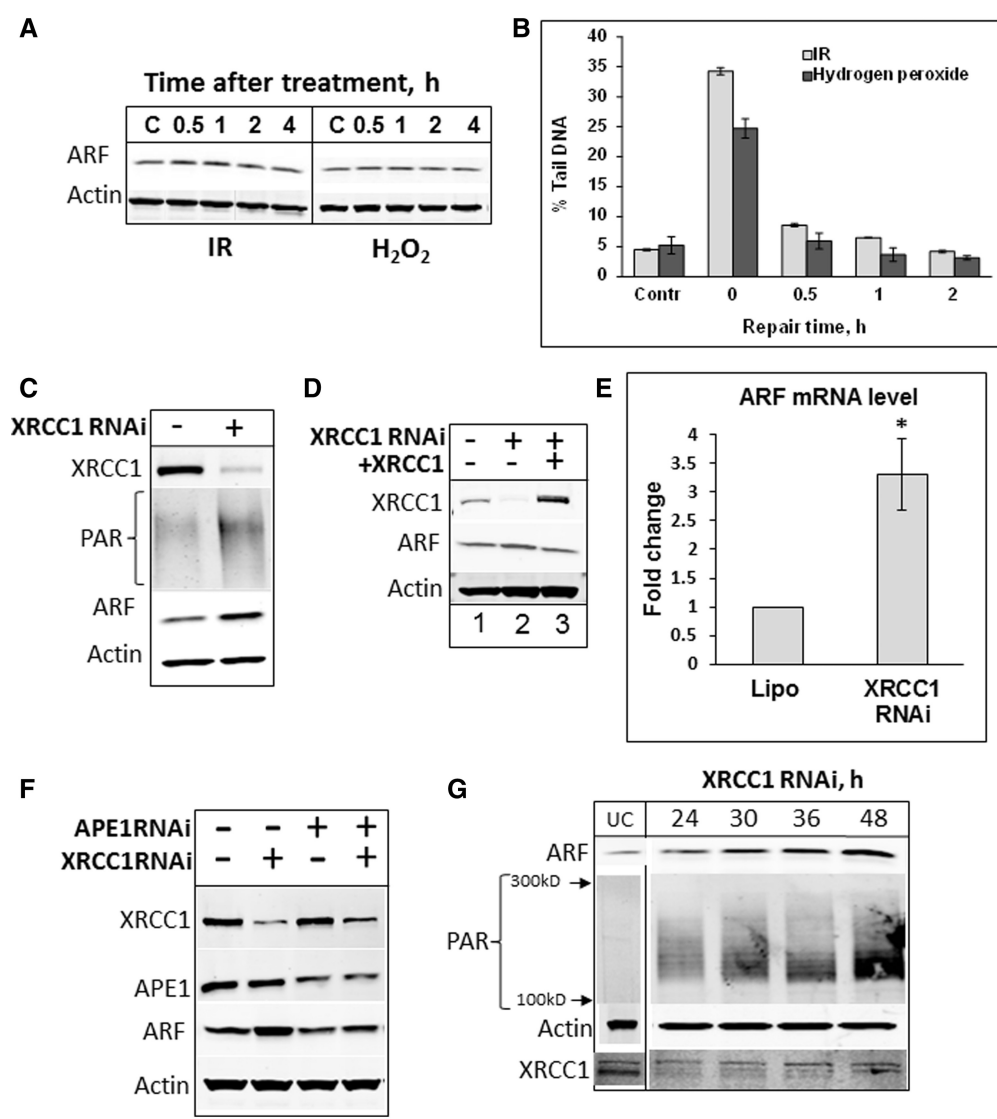 A
Time after treatment, h
C 0.5 1 2 4 C 0.5 1 2 4
ARF
Actin
IR H₂O₂
B
40
35
30
25
20
15
10
5
0
% Tail DNA
IR
Hydrogen peroxide
Contr 0 0.5 1 2
Repair time, h
C
XRCC1 RNAi - +
XRCC1
PAR
ARF
Actin
D
XRCC1 RNAi - + +
+XRCC1 - - +
XRCC1
ARF
Actin
1 2 3
E
ARF mRNA level
*
4
3.5
3
2.5
2
1.5
1
0.5
0
Fold change
Lipo XRCC1
RNAi
F
APE1RNAi - - + +
XRCC1RNAi - + - +
XRCC1
APE1
ARF
Actin
G
XRCC1 RNAi, h
UC 24 30 36 48
ARF
300kD
PAR
100kD
Actin
XRCC1